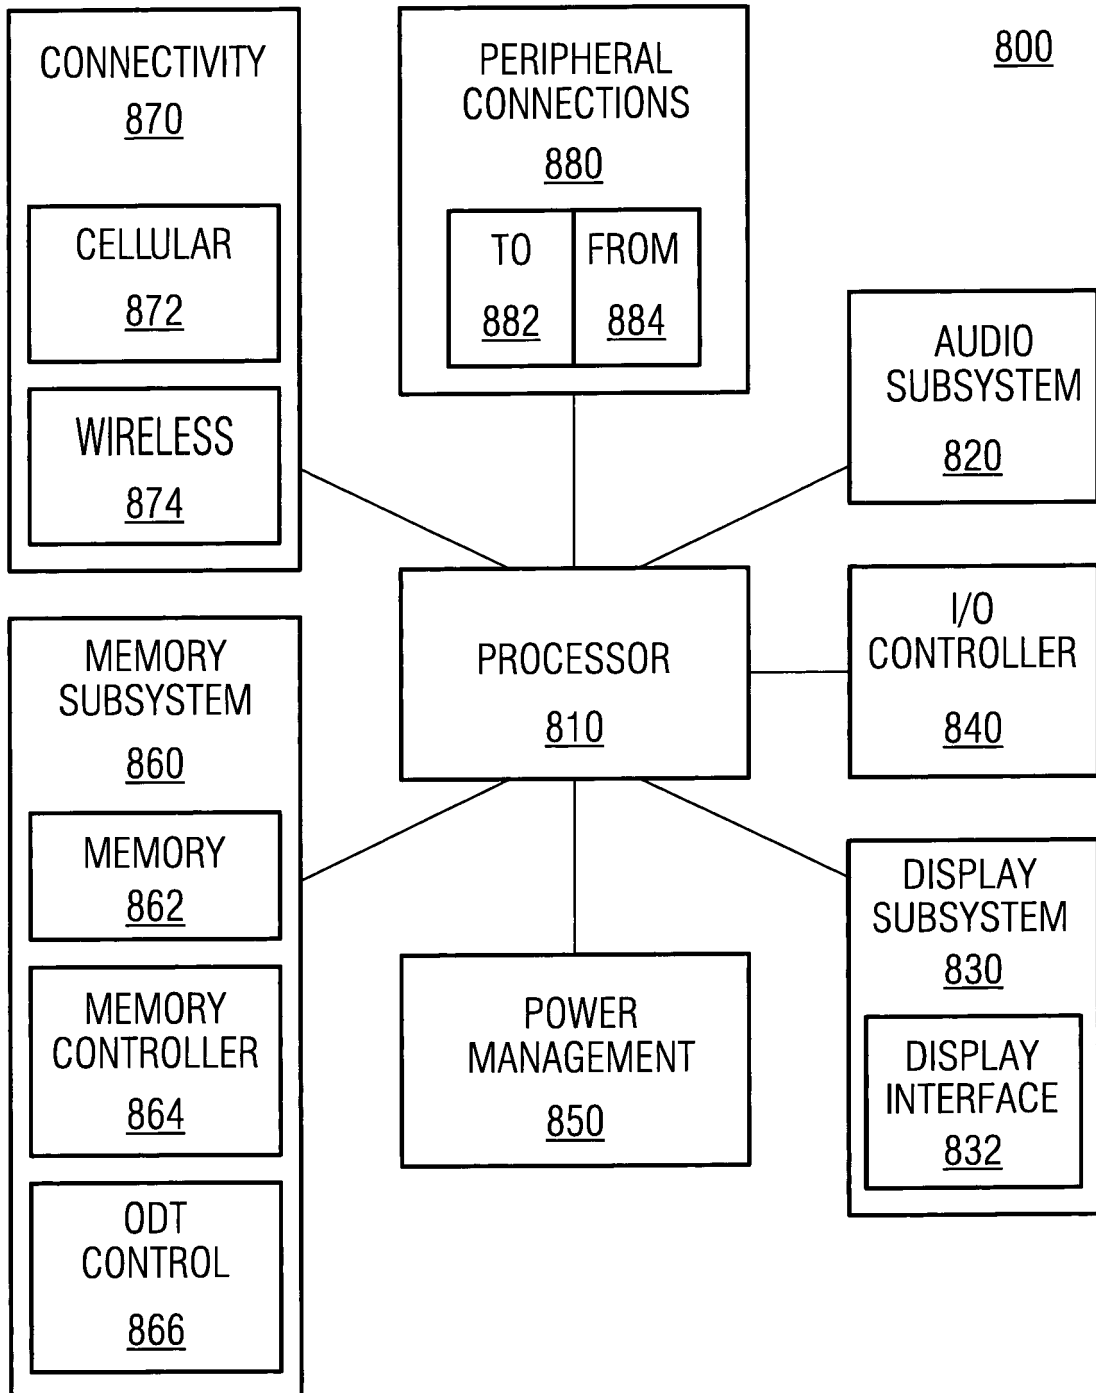 800
CONNECTIVITY
870
CELLULAR
872
WIRELESS
874
PERIPHERAL
CONNECTIONS
880
TO
882
FROM
884
AUDIO
SUBSYSTEM
820
PROCESSOR
810
I/O
CONTROLLER
840
MEMORY
SUBSYSTEM
860
MEMORY
862
MEMORY
CONTROLLER
864
ODT
CONTROL
866
POWER
MANAGEMENT
850
DISPLAY
SUBSYSTEM
830
DISPLAY
INTERFACE
832